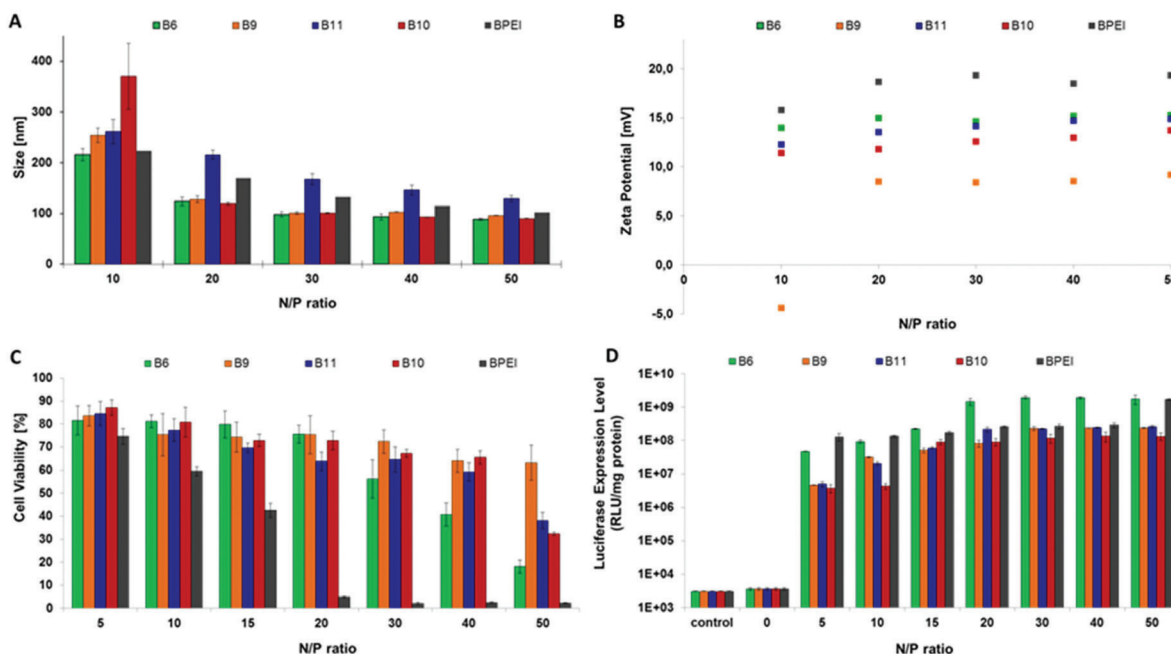 A
B6 B9 B11 B10 BPEI
Size [nm]
400
300
200
100
0
10 20 30 40 50
N/P ratio
B
B6 B9 B11 B10 BPEI
Zeta Potential [mV]
20,0
15,0
10,0
5,0
0,0
-5,0
0 10 20 30 40 50
N/P ratio
C
B6 B9 B11 B10 BPEI
Cell Viability [%]
100
90
80
70
60
50
40
30
20
10
0
5 10 15 20 30 40 50
N/P ratio
D
B6 B9 B11 B10 BPEI
Luciferase Expression Level
(RLU/mg protein)
1E+10
1E+09
1E+08
1E+07
1E+06
1E+05
1E+04
1E+03
control 0 5 10 15 20 30 40 50
N/P ratio